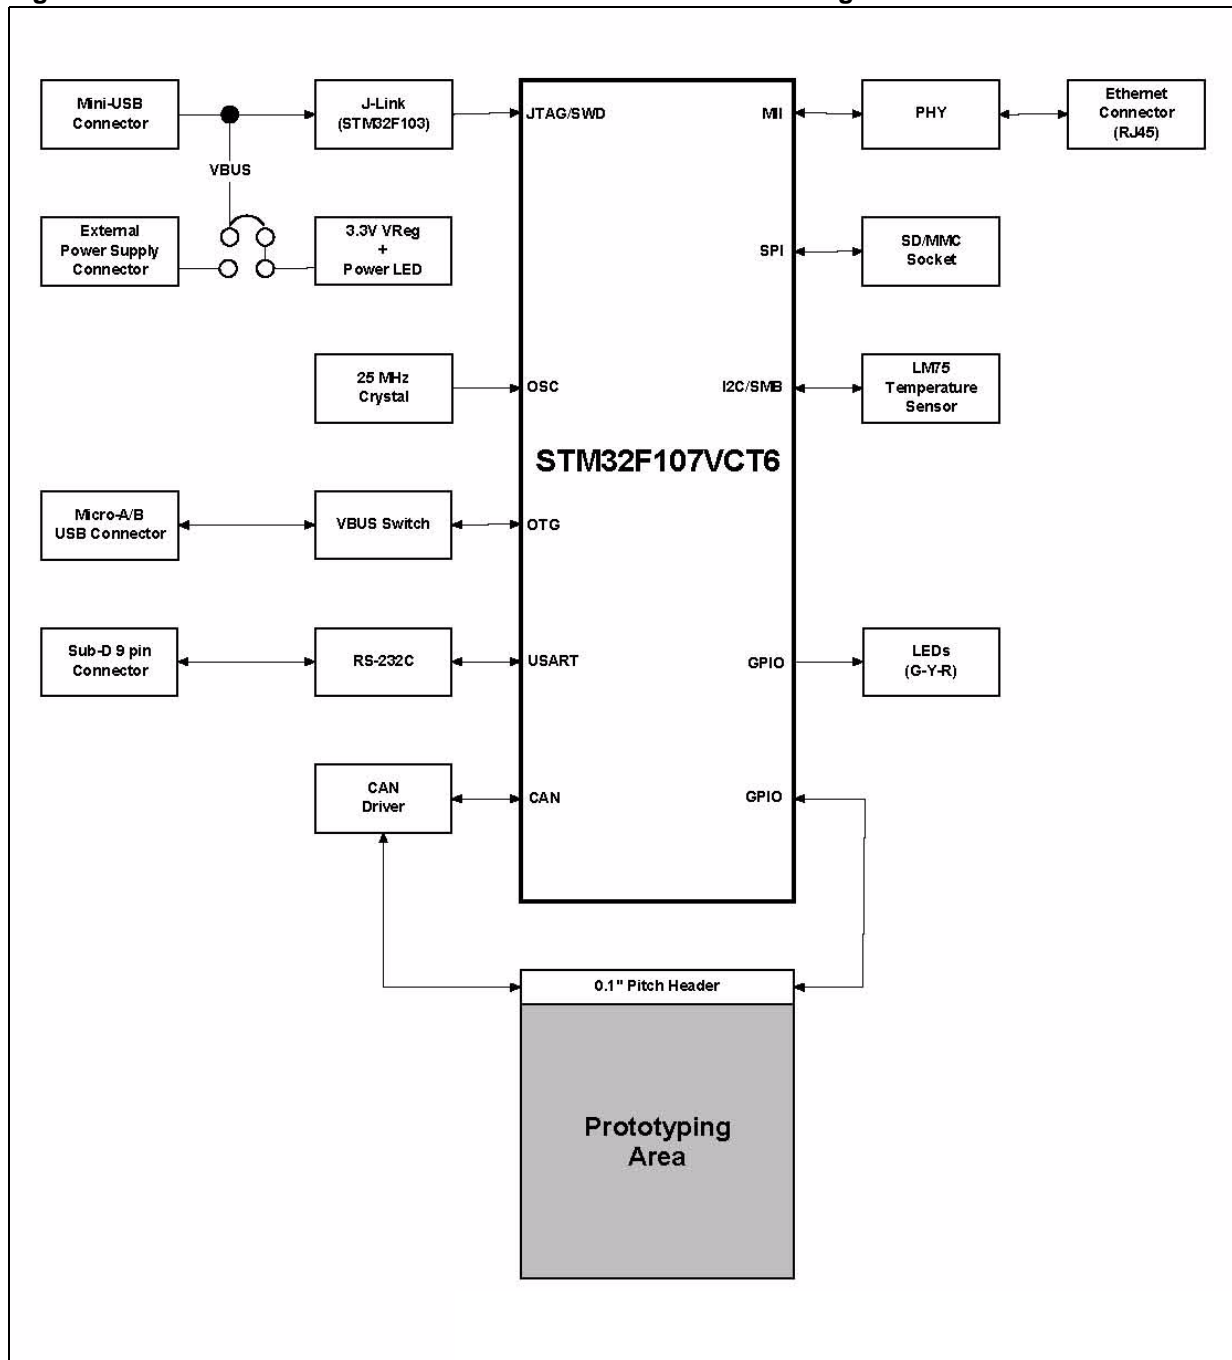 Mini-USB
Connector
J-Link
(STM32F103)
JTAG/SWD
MII
PHY
Ethernet
Connector
(RJ45)
VBUS
External
Power Supply
Connector
3.3V VReg
+
Power LED
SPI
SD/MMC
Socket
25 MHz
Crystal
OSC
I2C/SMB
LM75
Temperature
Sensor
STM32F107VCT6
Micro-A/B
USB Connector
VBUS Switch
OTG
Sub-D 9 pin
Connector
RS-232C
USART
GPIO
LEDs
(G-Y-R)
CAN
Driver
CAN
GPIO
0.1" Pitch Header
Prototyping
Area